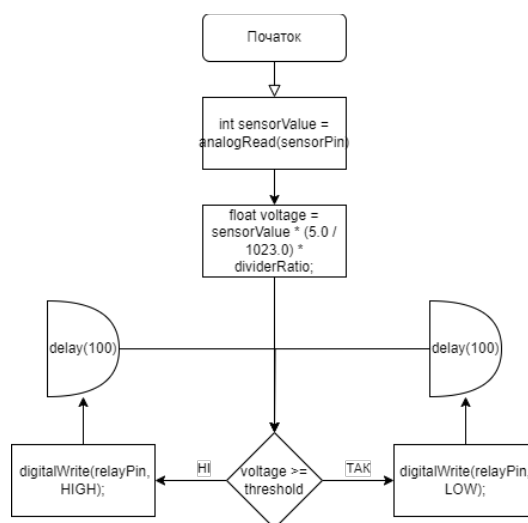 Початок
int sensorValue =
analogRead(sensorPin)
float voltage =
sensorValue * (5.0 /
1023.0) *
dividerRatio;
delay(100)
delay(100)
digitalWrite(relayPin,
HIGH);
НІ
voltage >=
threshold
ТАК
digitalWrite(relayPin,
LOW);